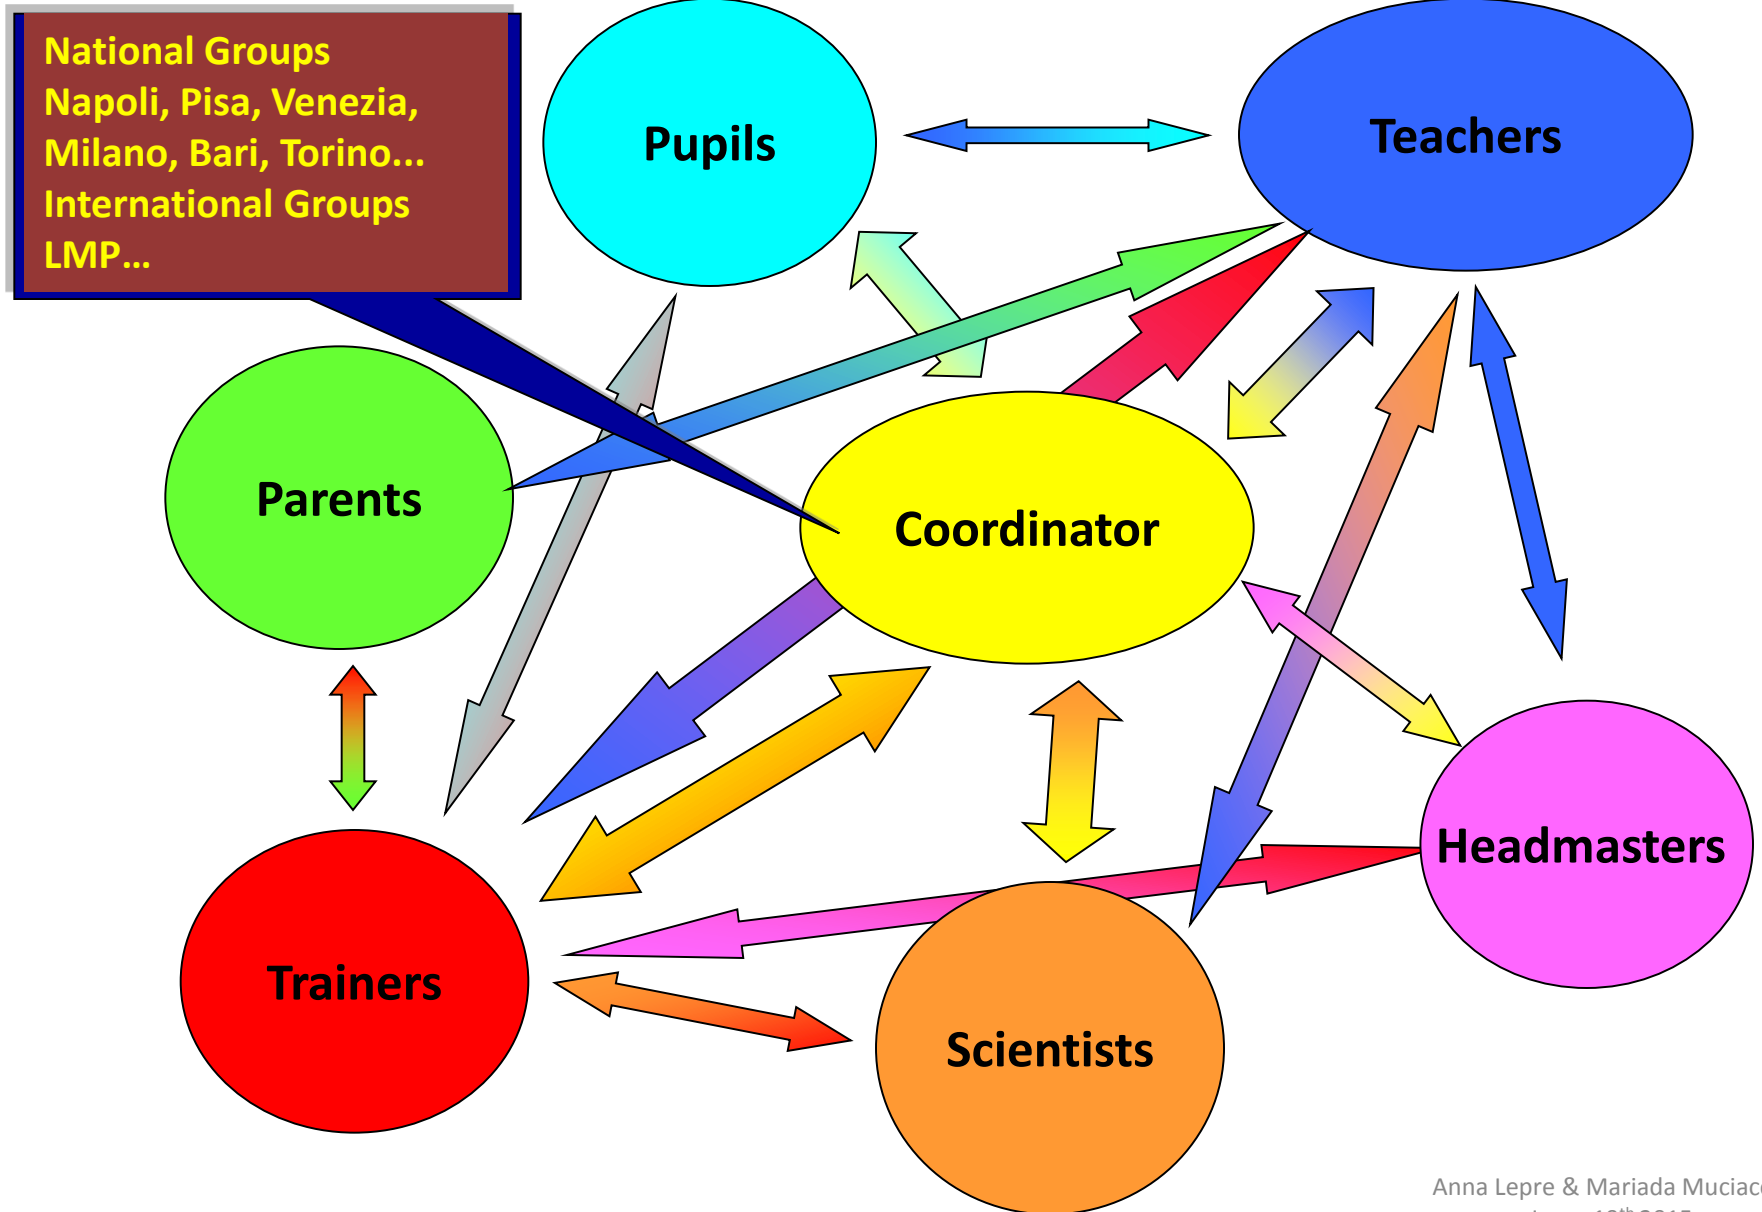 National Groups
Napoli, Pisa, Venezia,
Milano, Bari, Torino...
International Groups
LMP...
Pupils
Teachers
Parents
Coordinator
Headmasters
Trainers
Scientists
Anna Lepre & Mariada